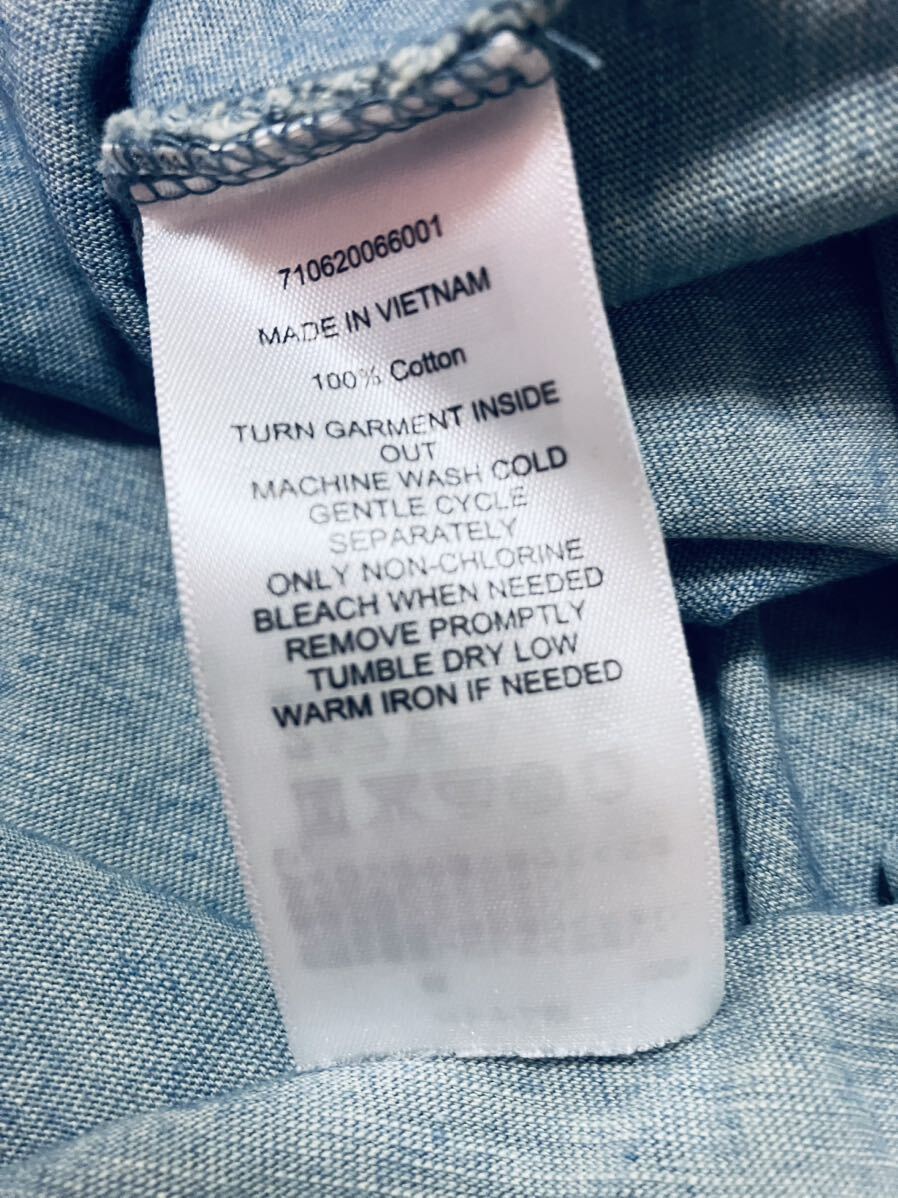 710620066001
MADE IN VIETNAM
100% Cotton
TURN GARMENT INSIDE
OUT
MACHINE WASH COLD
GENTLE CYCLE
SEPARATELY
ONLY NON-CHLORINE
BLEACH WHEN NEEDED
REMOVE PROMPTLY
TUMBLE DRY LOW
WARM IRON IF NEEDED